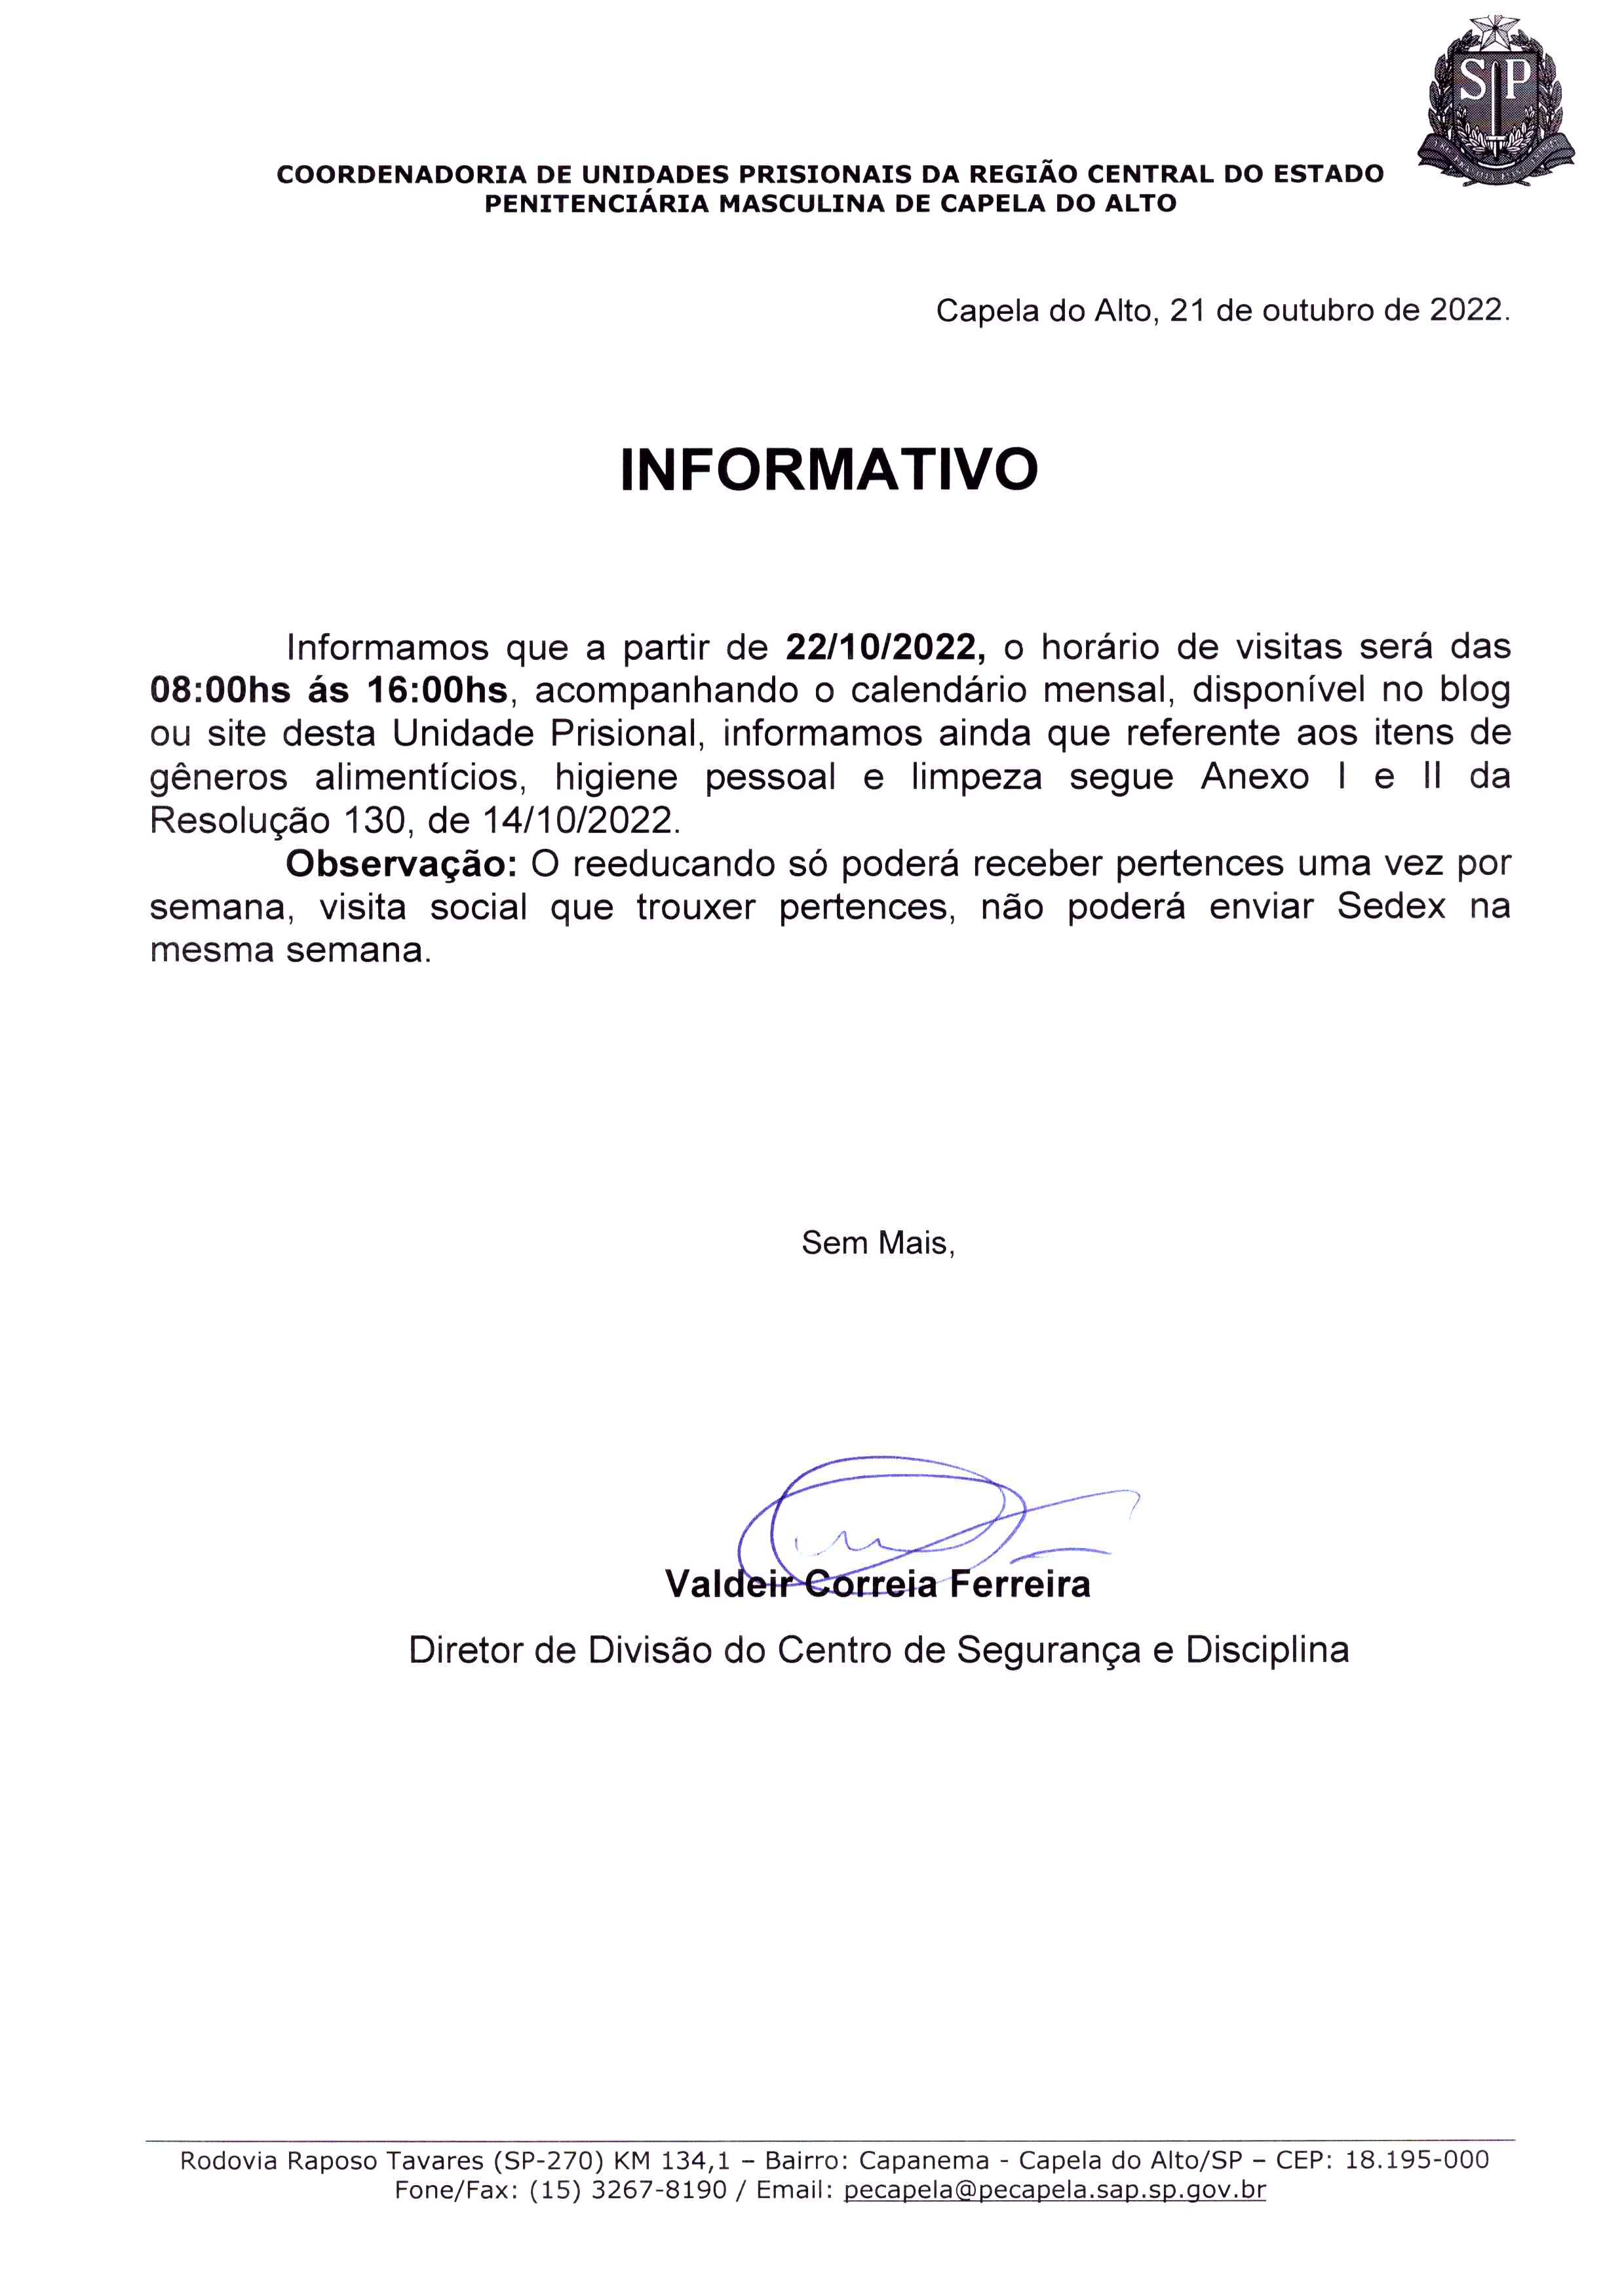 SP
COORDENADORIA DE UNIDADES PRISIONAIS DA REGIÃO CENTRAL DO ESTADO
PENITENCIÁRIA MASCULINA DE CAPELA DO ALTO
Capela do Alto, 21 de outubro de 2022.
INFORMATIVO
Informamos que a partir de 22/10/2022, o horário de visitas será das
08:00hs ás 16:00hs, acompanhando o calendário mensal, disponível no blog
ou site desta Unidade Prisional, informamos ainda que referente aos itens de
gêneros alimentícios, higiene pessoal e limpeza segue Anexo I e II da
Resolução 130, de 14/10/2022.
Observação: O reeducando só poderá receber pertences uma vez por
semana, visita social que trouxer pertences, não poderá enviar Sedex na
mesma semana.
Sem Mais,
Valdeir Correia Ferreira
Diretor de Divisão do Centro de Segurança e Disciplina
Rodovia Raposo Tavares (SP-270) KM 134,1 – Bairro: Capanema - Capela do Alto/SP – CEP: 18.195-000
Fone/Fax: (15) 3267-8190 / Email: pecapela@pecapela.sap.sp.gov.br